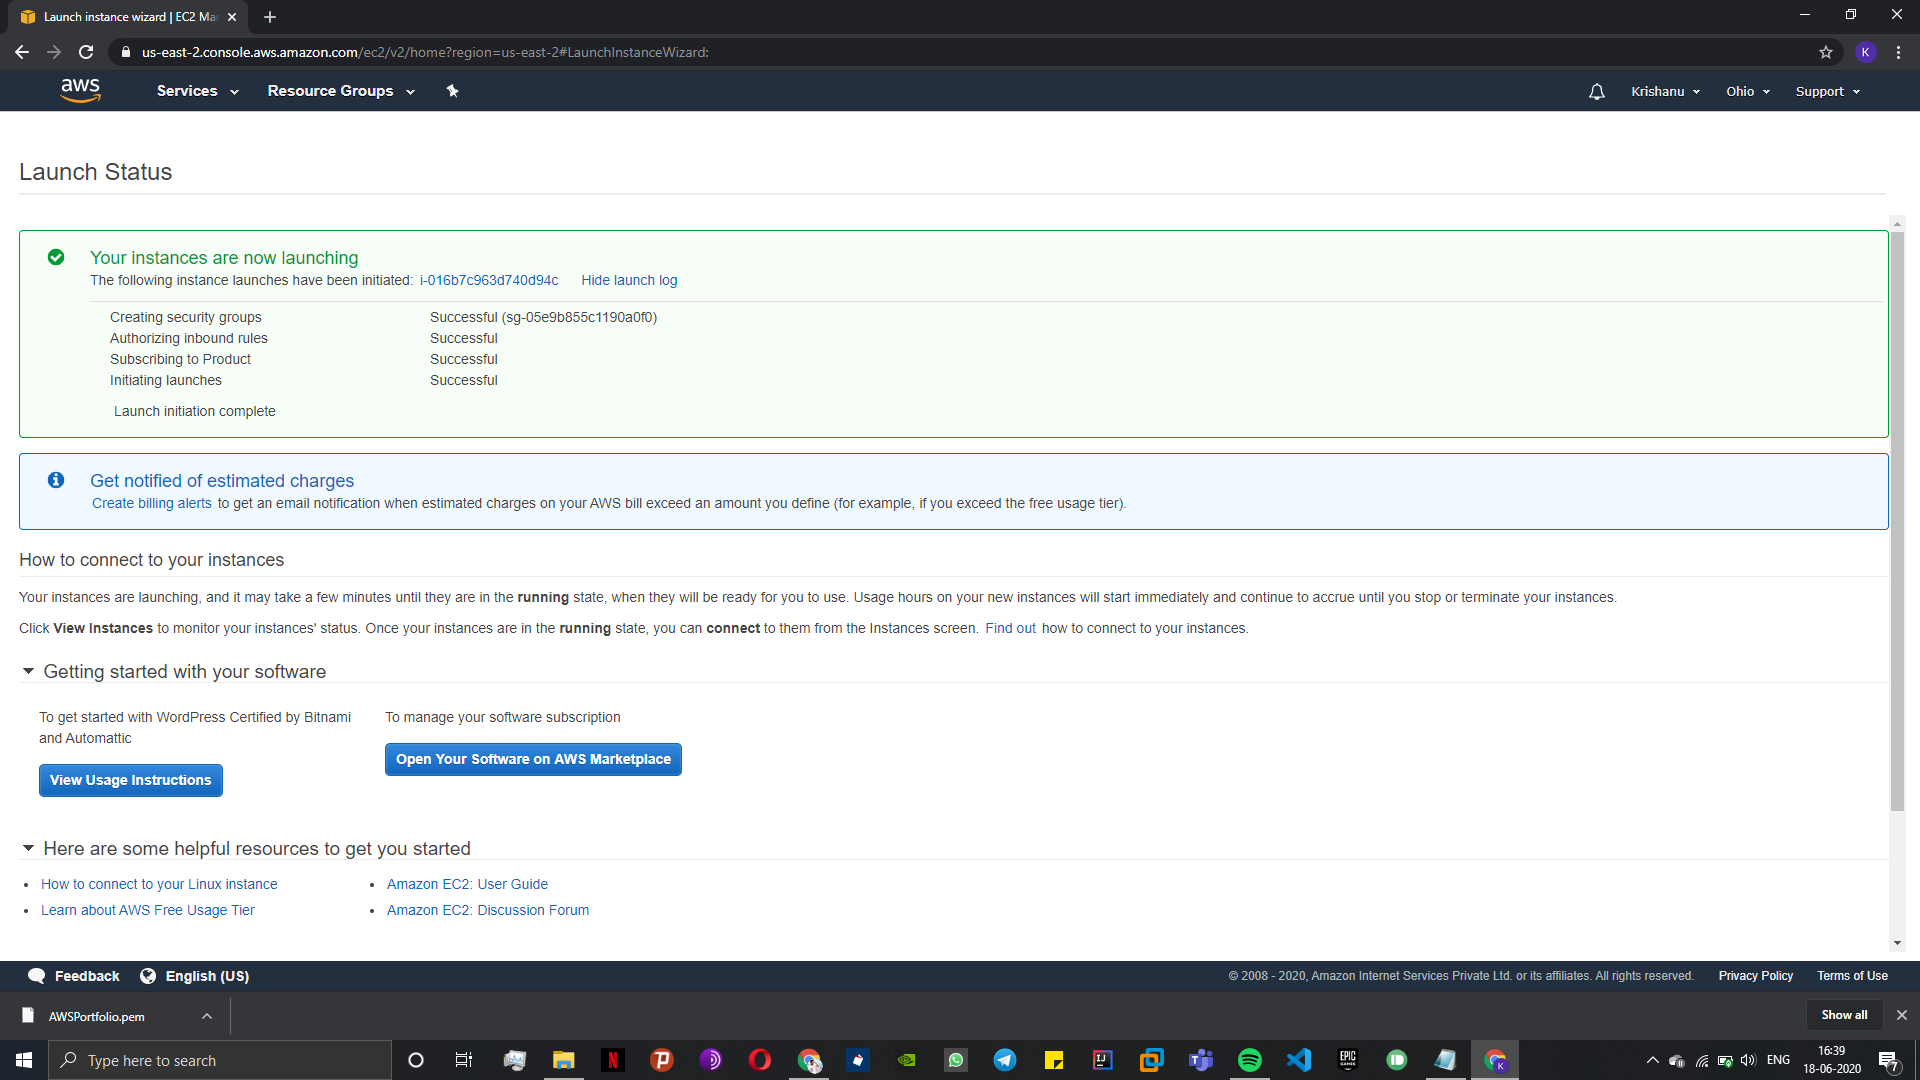 Launch instance wizard | EC2 Ma
us-east-2.console.aws.amazon.com/ec2/v2/home?region=us-east-2#LaunchInstanceWizard:
K
aws
Services
Resource Groups
Krishanu
Ohio
Support
Launch Status
Your instances are now launching
The following instance launches have been initiated: i-016b7c963d740d94c Hide launch log
Creating security groups Successful (sg-05e9b855c1190a0f0)
Authorizing inbound rules Successful
Subscribing to Product Successful
Initiating launches Successful
Launch initiation complete
Get notified of estimated charges
Create billing alerts to get an email notification when estimated charges on your AWS bill exceed an amount you define (for example, if you exceed the free usage tier).
How to connect to your instances
Your instances are launching, and it may take a few minutes until they are in the running state, when they will be ready for you to use. Usage hours on your new instances will start immediately and continue to accrue until you stop or terminate your instances.
Click View Instances to monitor your instances' status. Once your instances are in the running state, you can connect to them from the Instances screen. Find out how to connect to your instances.
Getting started with your software
To get started with WordPress Certified by Bitnami
and Automattic
View Usage Instructions
To manage your software subscription
Open Your Software on AWS Marketplace
Here are some helpful resources to get you started
How to connect to your Linux instance
Learn about AWS Free Usage Tier
Amazon EC2: User Guide
Amazon EC2: Discussion Forum
Feedback
English (US)
© 2008 - 2020, Amazon Internet Services Private Ltd. or its affiliates. All rights reserved.
Privacy Policy
Terms of Use
AWSPortfolio.pem
Show all
Type here to search
N
IJ
EPIC
GAMES
K
ENG
16:39
18-06-2020
7